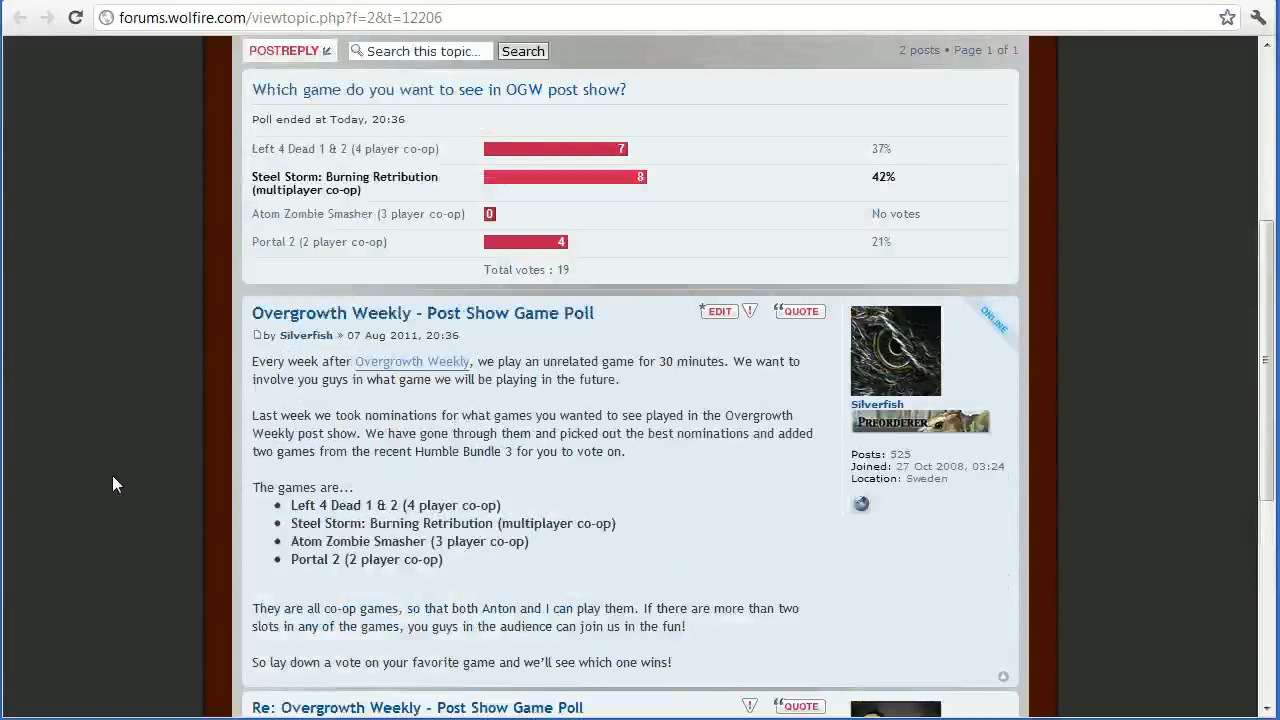 forums.wolfire.com/viewtopic.php?f=2&t=12206
POSTREPLY Search this topic... Search 2 posts • Page 1 of 1
Which game do you want to see in OGW post show?
Poll ended at Today, 20:36
Left 4 Dead 1 & 2 (4 player co-op) 7 37%
Steel Storm: Burning Retribution 8 42%
(multiplayer co-op)
Atom Zombie Smasher (3 player co-op) 0 No votes
Portal 2 (2 player co-op) 4 21%
Total votes : 19
Overgrowth Weekly - Post Show Game Poll EDIT QUOTE ONLINE
by Silverfish » 07 Aug 2011, 20:36
Every week after Overgrowth Weekly, we play an unrelated game for 30 minutes. We want to
involve you guys in what game we will be playing in the future.
Last week we took nominations for what games you wanted to see played in the Overgrowth
Weekly post show. We have gone through them and picked out the best nominations and added
two games from the recent Humble Bundle 3 for you to vote on.
The games are...
• Left 4 Dead 1 & 2 (4 player co-op)
• Steel Storm: Burning Retribution (multiplayer co-op)
• Atom Zombie Smasher (3 player co-op)
• Portal 2 (2 player co-op)
They are all co-op games, so that both Anton and I can play them. If there are more than two
slots in any of the games, you guys in the audience can join us in the fun!
So lay down a vote on your favorite game and we'll see which one wins!
Silverfish
PREORDERER
Posts: 525
Joined: 27 Oct 2008, 03:24
Location: Sweden
Re: Overgrowth Weekly - Post Show Game Poll QUOTE